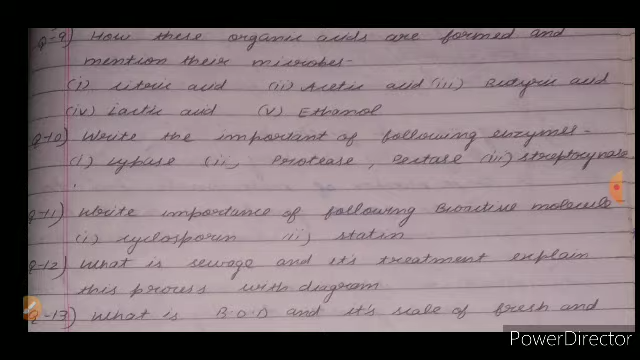 Q-9) How these organic acids are formed and
mention their microbes-
(i) citric acid (ii) Acetic acid (iii) Butyric acid
(iv) Lactic acid (v) Ethanol
Q-10) Write the important of following enzymes-
(i) lypase (ii, Protease, Pectase (iii) streptkynase
Q-11) Write importance of following Bioactive molecule
(i) cyclosporin (ii) statin
Q-12) What is sewage and it's treatment explain
this process with diagram
Q-13) What is B.O.D and it's scale of fresh and
PowerDirector